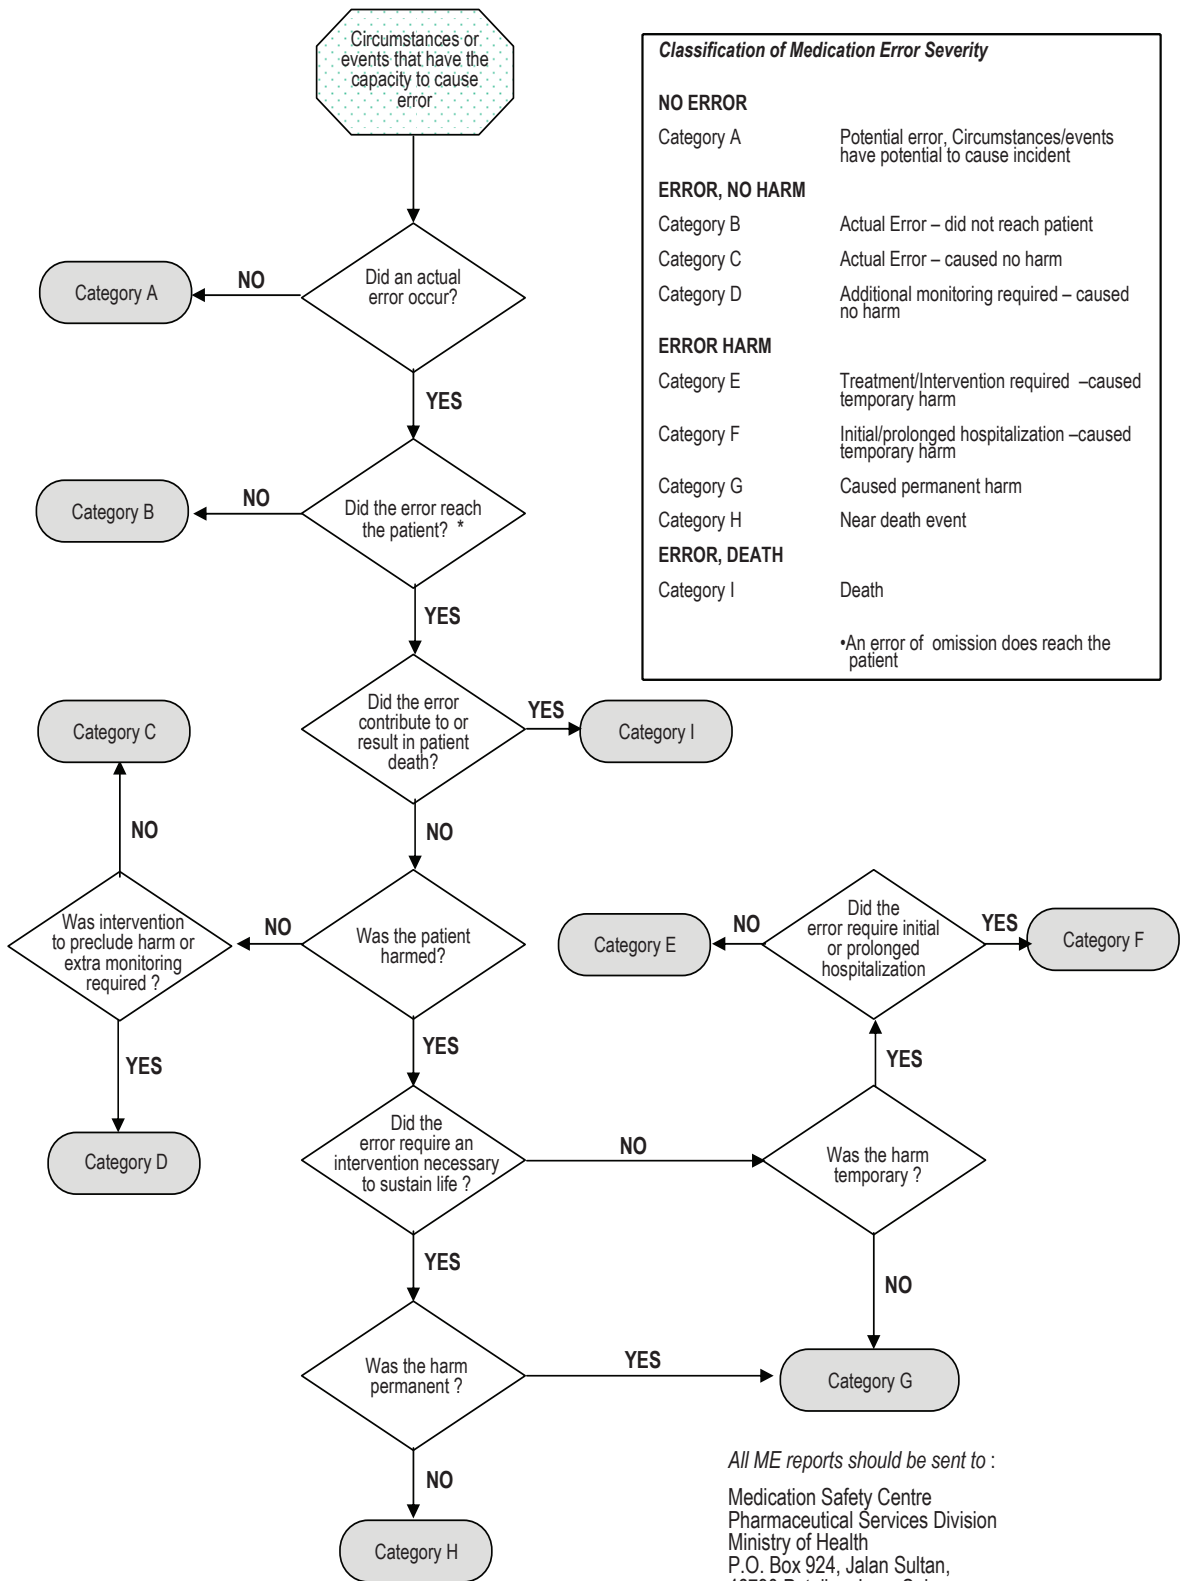 Circumstances or
events that have the
capacity to cause
error
Classification of Medication Error Severity
NO ERROR
Category A
Potential error, Circumstances/events
have potential to cause incident
ERROR, NO HARM
Category B
Actual Error – did not reach patient
Category C
Actual Error – caused no harm
Category D
Additional monitoring required – caused
no harm
ERROR HARM
Category E
Treatment/Intervention required –caused
temporary harm
Category F
Initial/prolonged hospitalization –caused
temporary harm
Category G
Caused permanent harm
Category H
Near death event
ERROR, DEATH
Category I
Death
•An error of omission does reach the
patient
Did an actual
error occur?
NO
Category A
YES
Did the error reach
the patient? *
NO
Category B
YES
Did the error
contribute to or
result in patient
death?
YES
Category I
NO
Was the patient
harmed?
NO
Was intervention
to preclude harm or
extra monitoring
required ?
NO
Category C
YES
Category D
YES
Did the
error require an
intervention necessary
to sustain life ?
NO
Was the harm
temporary ?
YES
Did the
error require initial
or prolonged
hospitalization
NO
Category E
YES
Category F
NO
Category G
YES
Was the harm
permanent ?
YES
NO
Category H
All ME reports should be sent to :
Medication Safety Centre
Pharmaceutical Services Division
Ministry of Health
P.O. Box 924, Jalan Sultan,